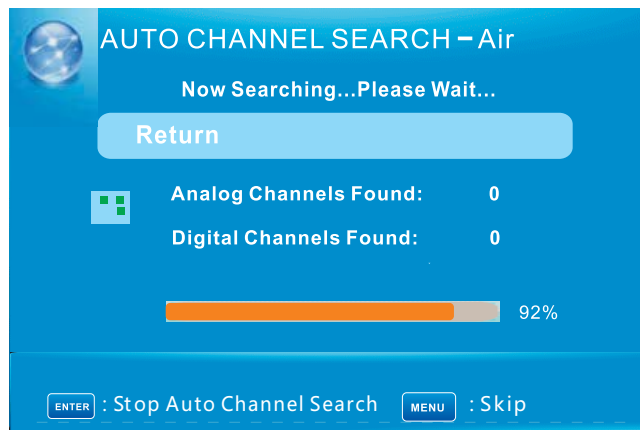 AUTO CHANNEL SEARCH – Air
Now Searching...Please Wait...
Return
Analog Channels Found: 0
Digital Channels Found: 0
92%
ENTER : Stop Auto Channel Search MENU : Skip